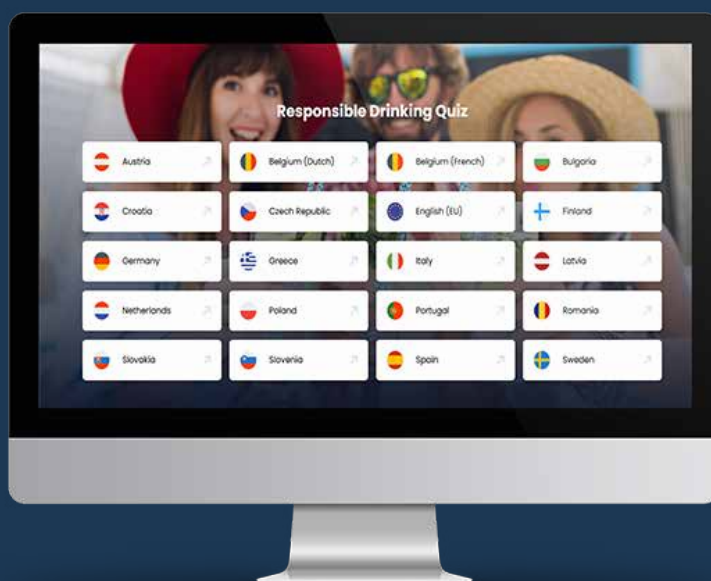 Responsible Drinking Quiz
Austria
Belgium (Dutch)
Belgium (French)
Bulgaria
Croatia
Czech Republic
English (EU)
Finland
Germany
Greece
Italy
Latvia
Netherlands
Poland
Portugal
Romania
Slovakia
Slovenia
Spain
Sweden